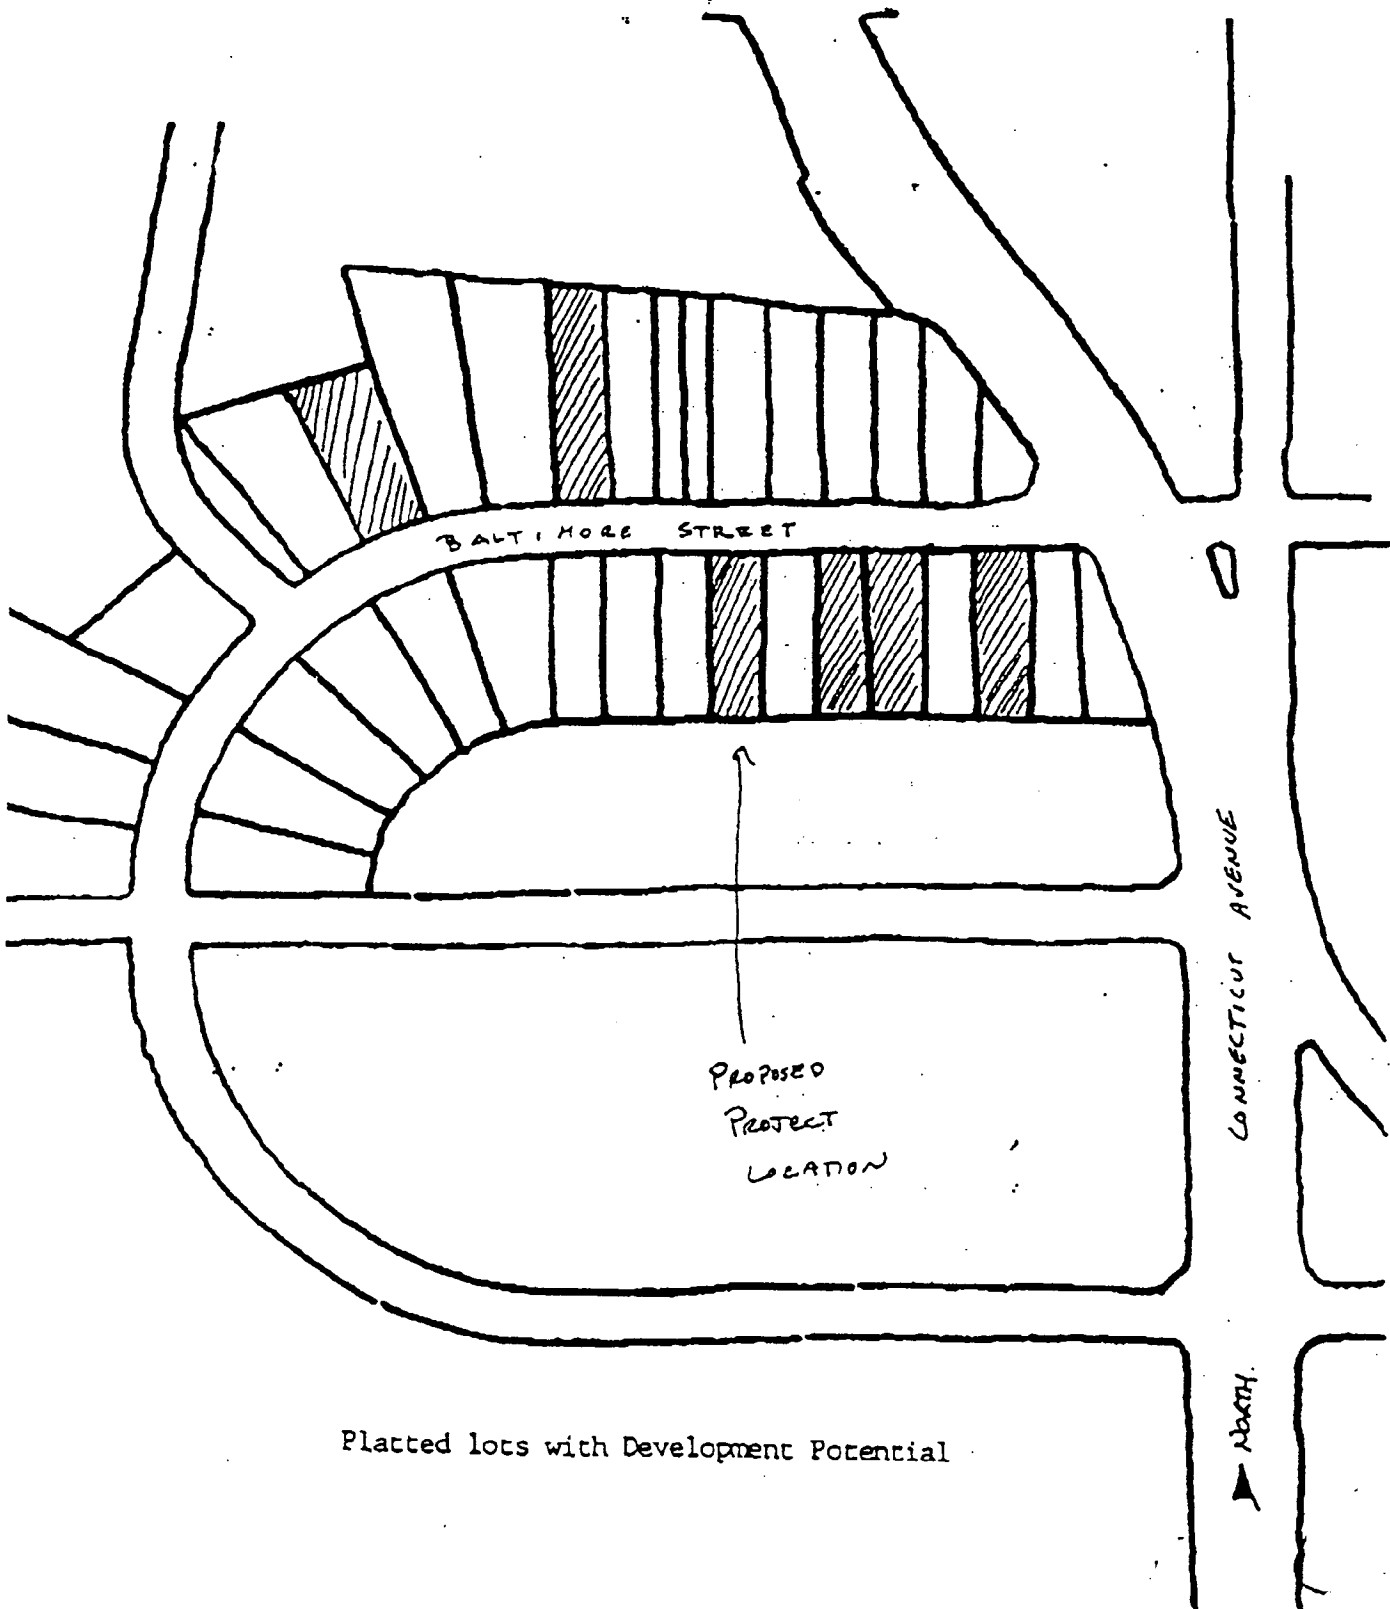 BALTIMORE STREET
CONNECTICUT AVENUE
PROPOSED
PROJECT
LOCATION
NORTH.
Platted lots with Development Potential